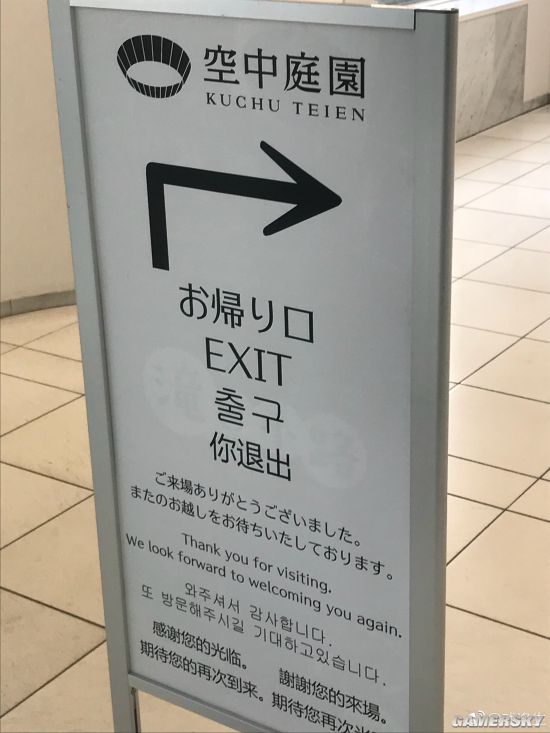 空中庭園
KUCHU TEIEN
お帰り口
EXIT
출구
你退出
ご来場ありがとうございました。
またのお越しをお待ちいたしております。
Thank you for visiting.
We look forward to welcoming you again.
와주셔서 감사합니다.
또 방문해주시길 기대하고있습니다.
感谢您的光临。
期待您的再次到来。
謝謝您的來場。
期待您再次光
GAMERSKY